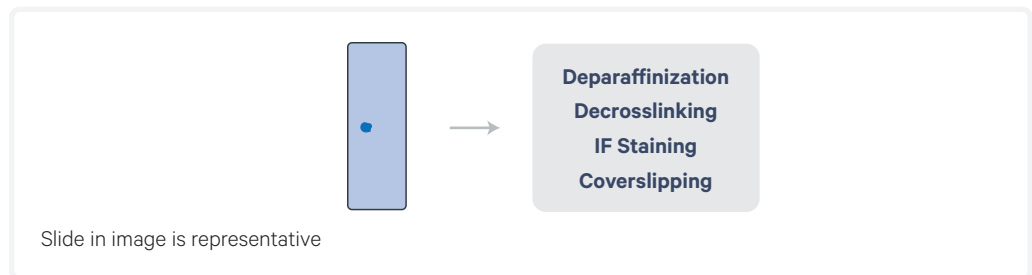 Deparaffinization
Decrosslinking
IF Staining
Coverslipping
Slide in image is representative